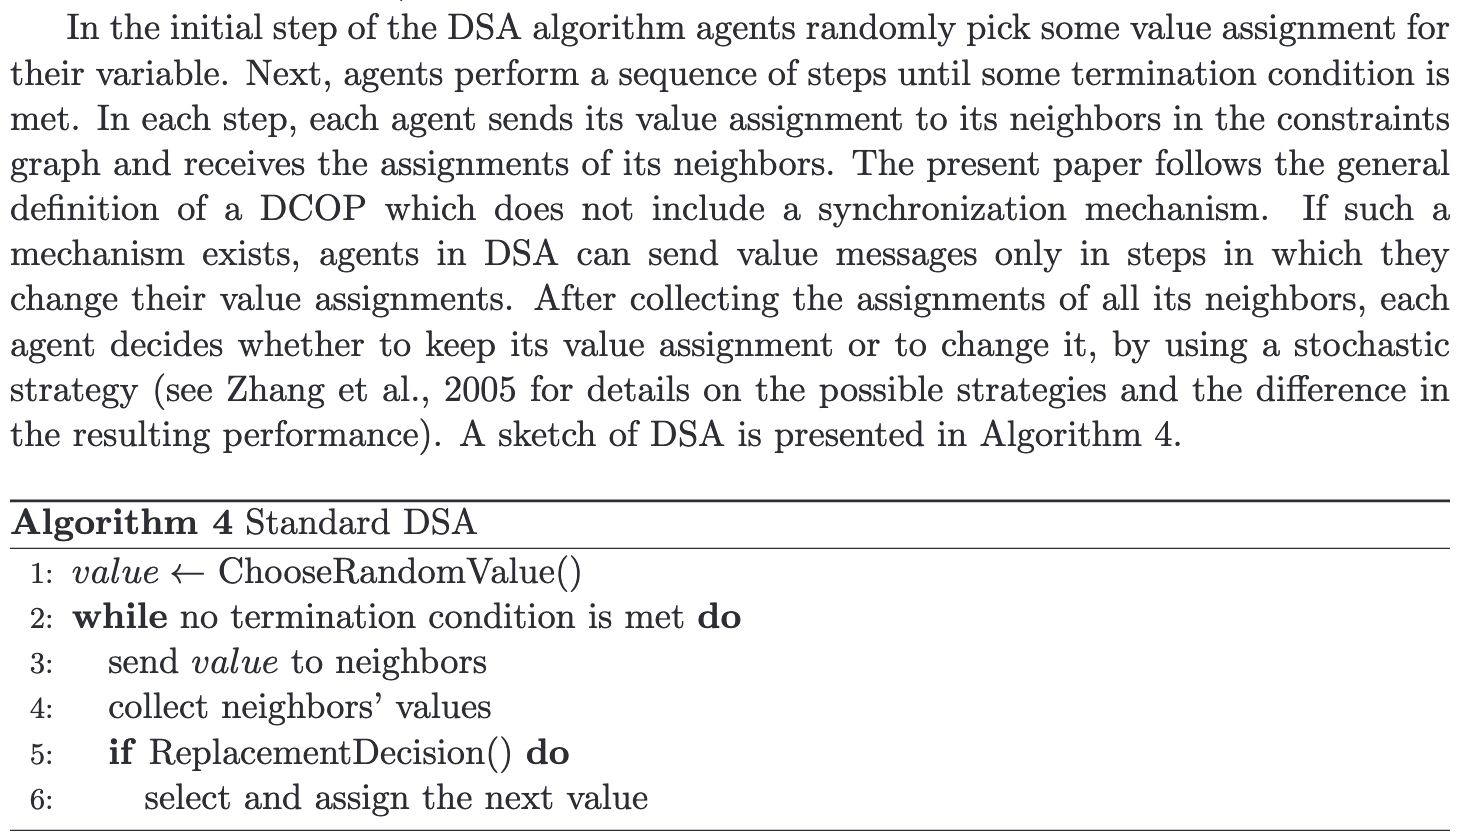 In the initial step of the DSA algorithm agents randomly pick some value assignment for
their variable. Next, agents perform a sequence of steps until some termination condition is
met. In each step, each agent sends its value assignment to its neighbors in the constraints
graph and receives the assignments of its neighbors. The present paper follows the general
definition of a DCOP which does not include a synchronization mechanism. If such a
mechanism exists, agents in DSA can send value messages only in steps in which they
change their value assignments. After collecting the assignments of all its neighbors, each
agent decides whether to keep its value assignment or to change it, by using a stochastic
strategy (see Zhang et al., 2005 for details on the possible strategies and the difference in
the resulting performance). A sketch of DSA is presented in Algorithm 4.
Algorithm 4 Standard DSA
1: value ← ChooseRandomValue()
2: while no termination condition is met do
3: send value to neighbors
4: collect neighbors' values
5: if ReplacementDecision() do
6: select and assign the next value